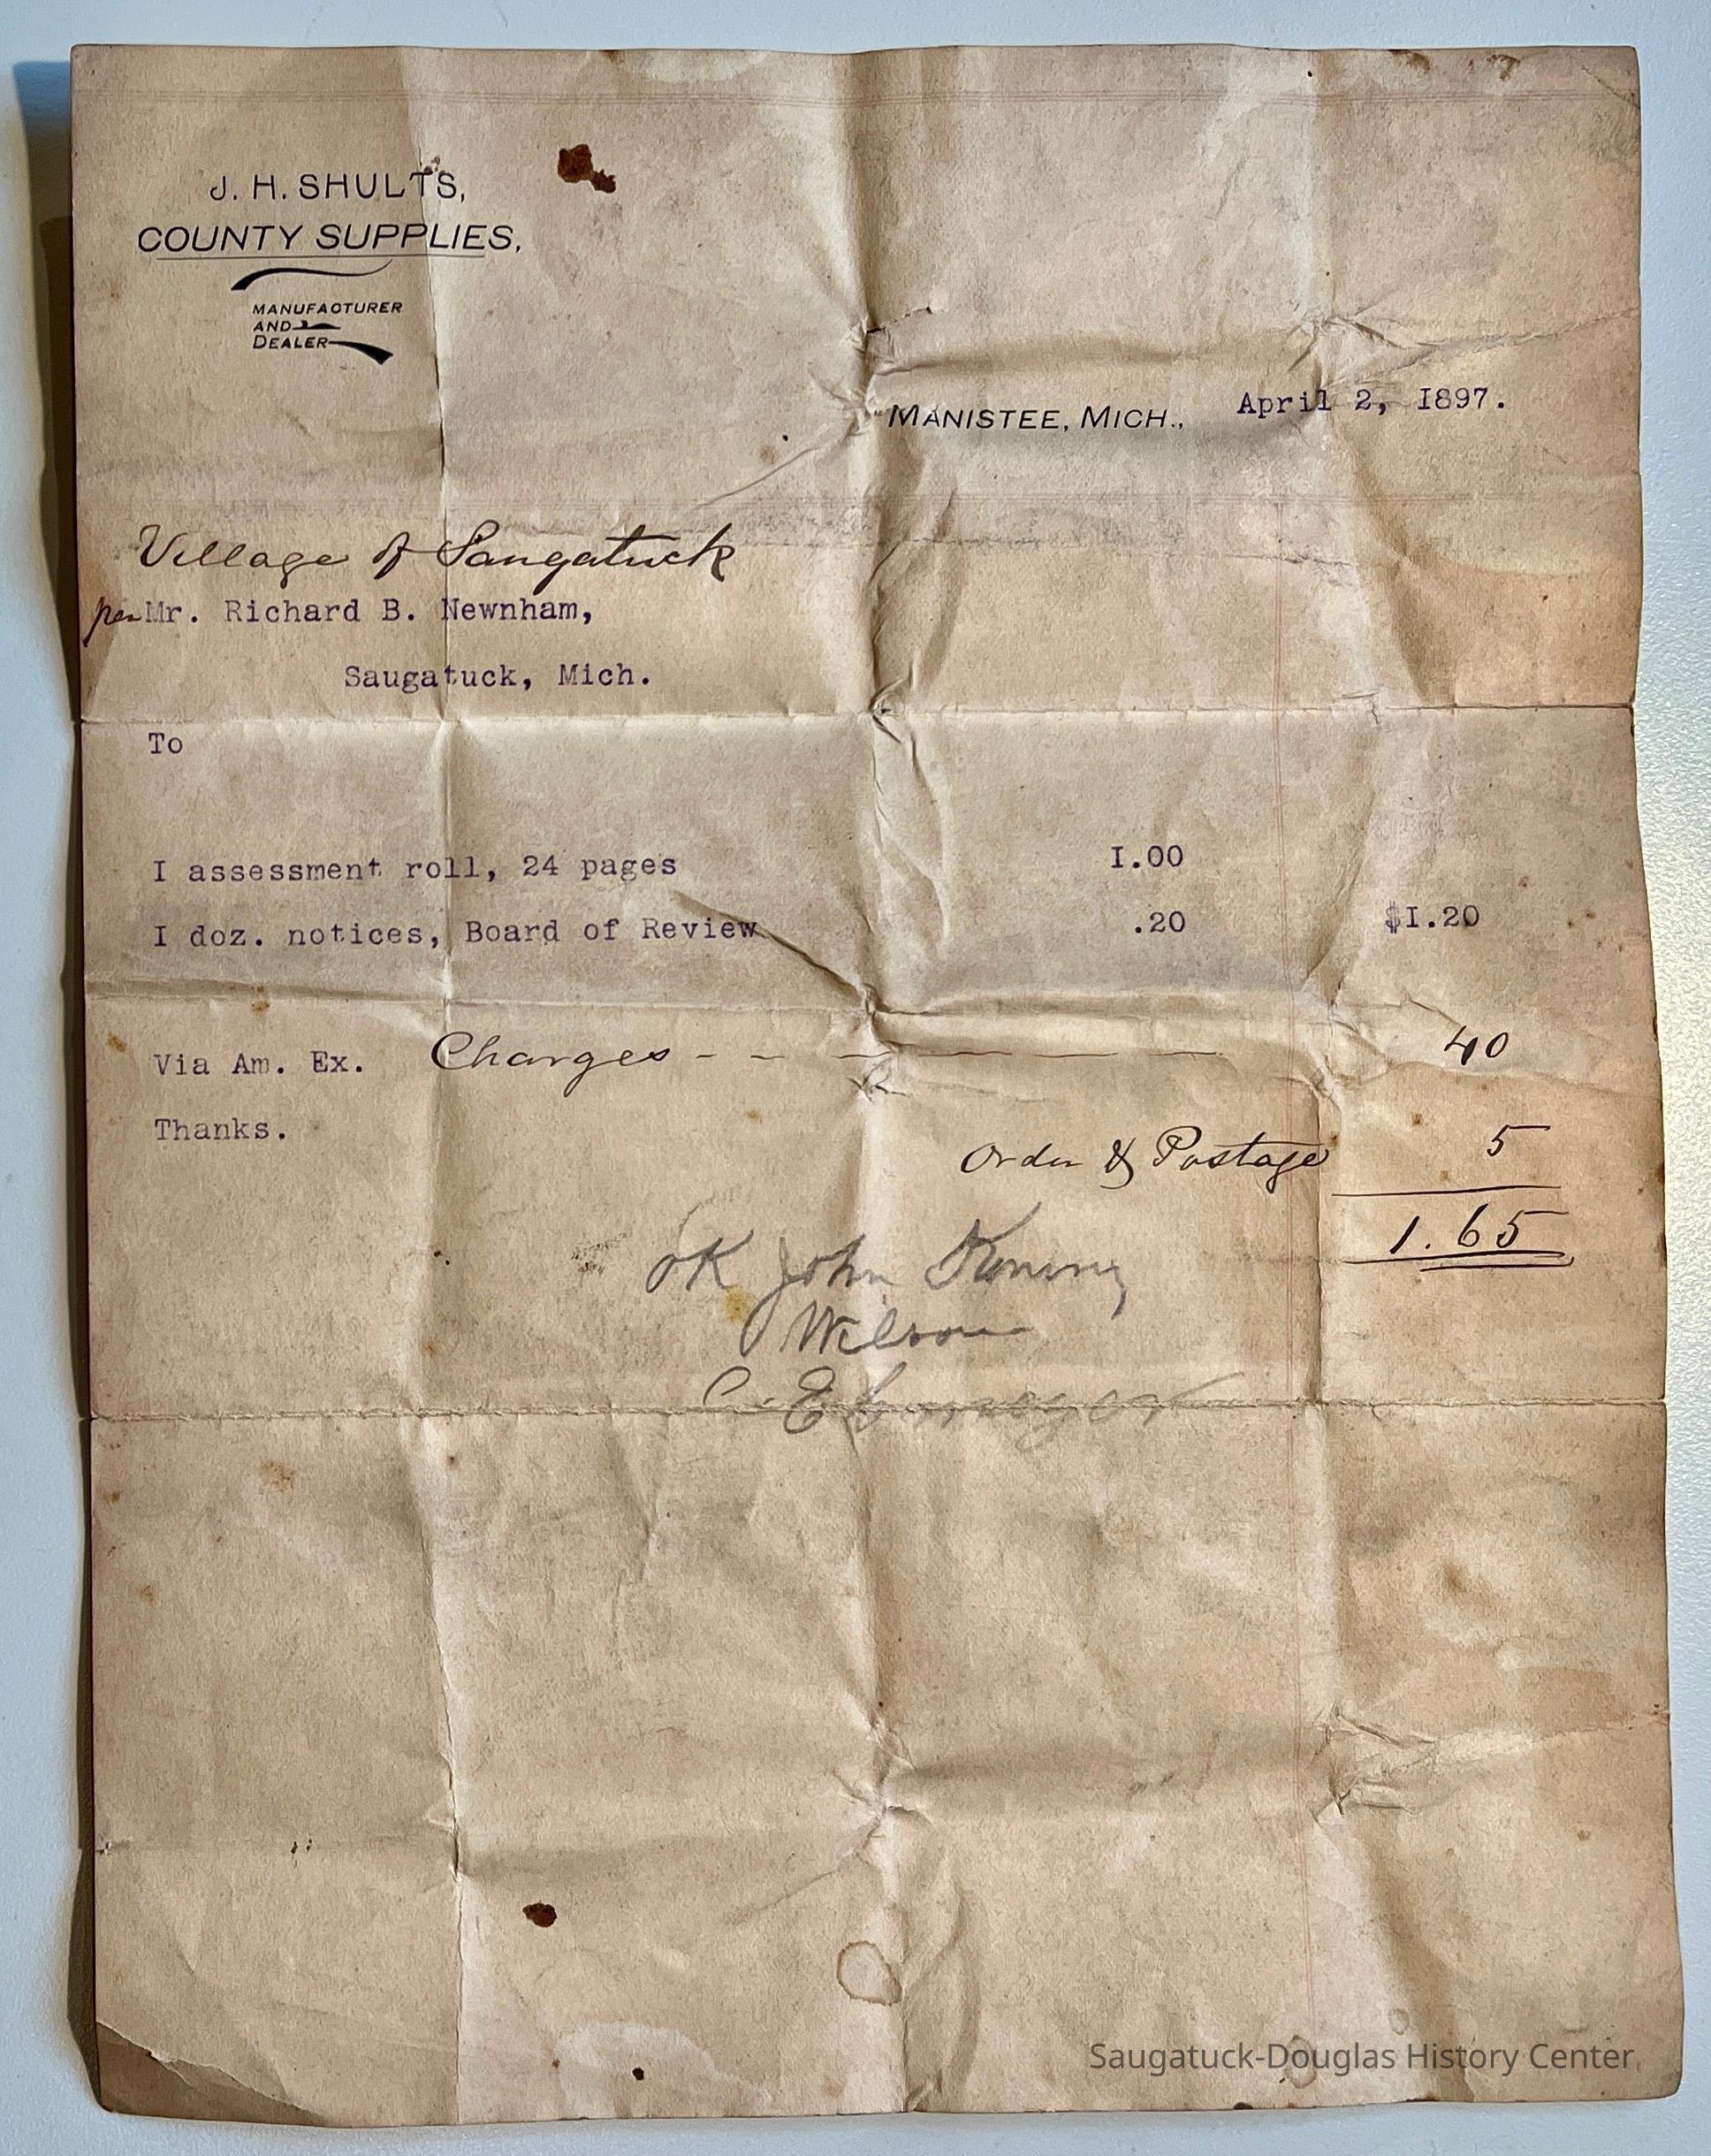 J. H. SHULTS,
COUNTY SUPPLIES,
MANUFACTURER
AND
DEALER
MANISTEE, MICH., April 2, 1897.
Village of Saugatuck
per Mr. Richard B. Newnham,
Saugatuck, Mich.
To
I assessment roll, 24 pages I.00
I doz. notices, Board of Review .20 $I.20
Via Am. Ex. Charges - - - - - - - 40
Thanks.
Order & Postage 5
1.65
OK John
Wilson
C. E.
Saugatuck-Douglas History Center